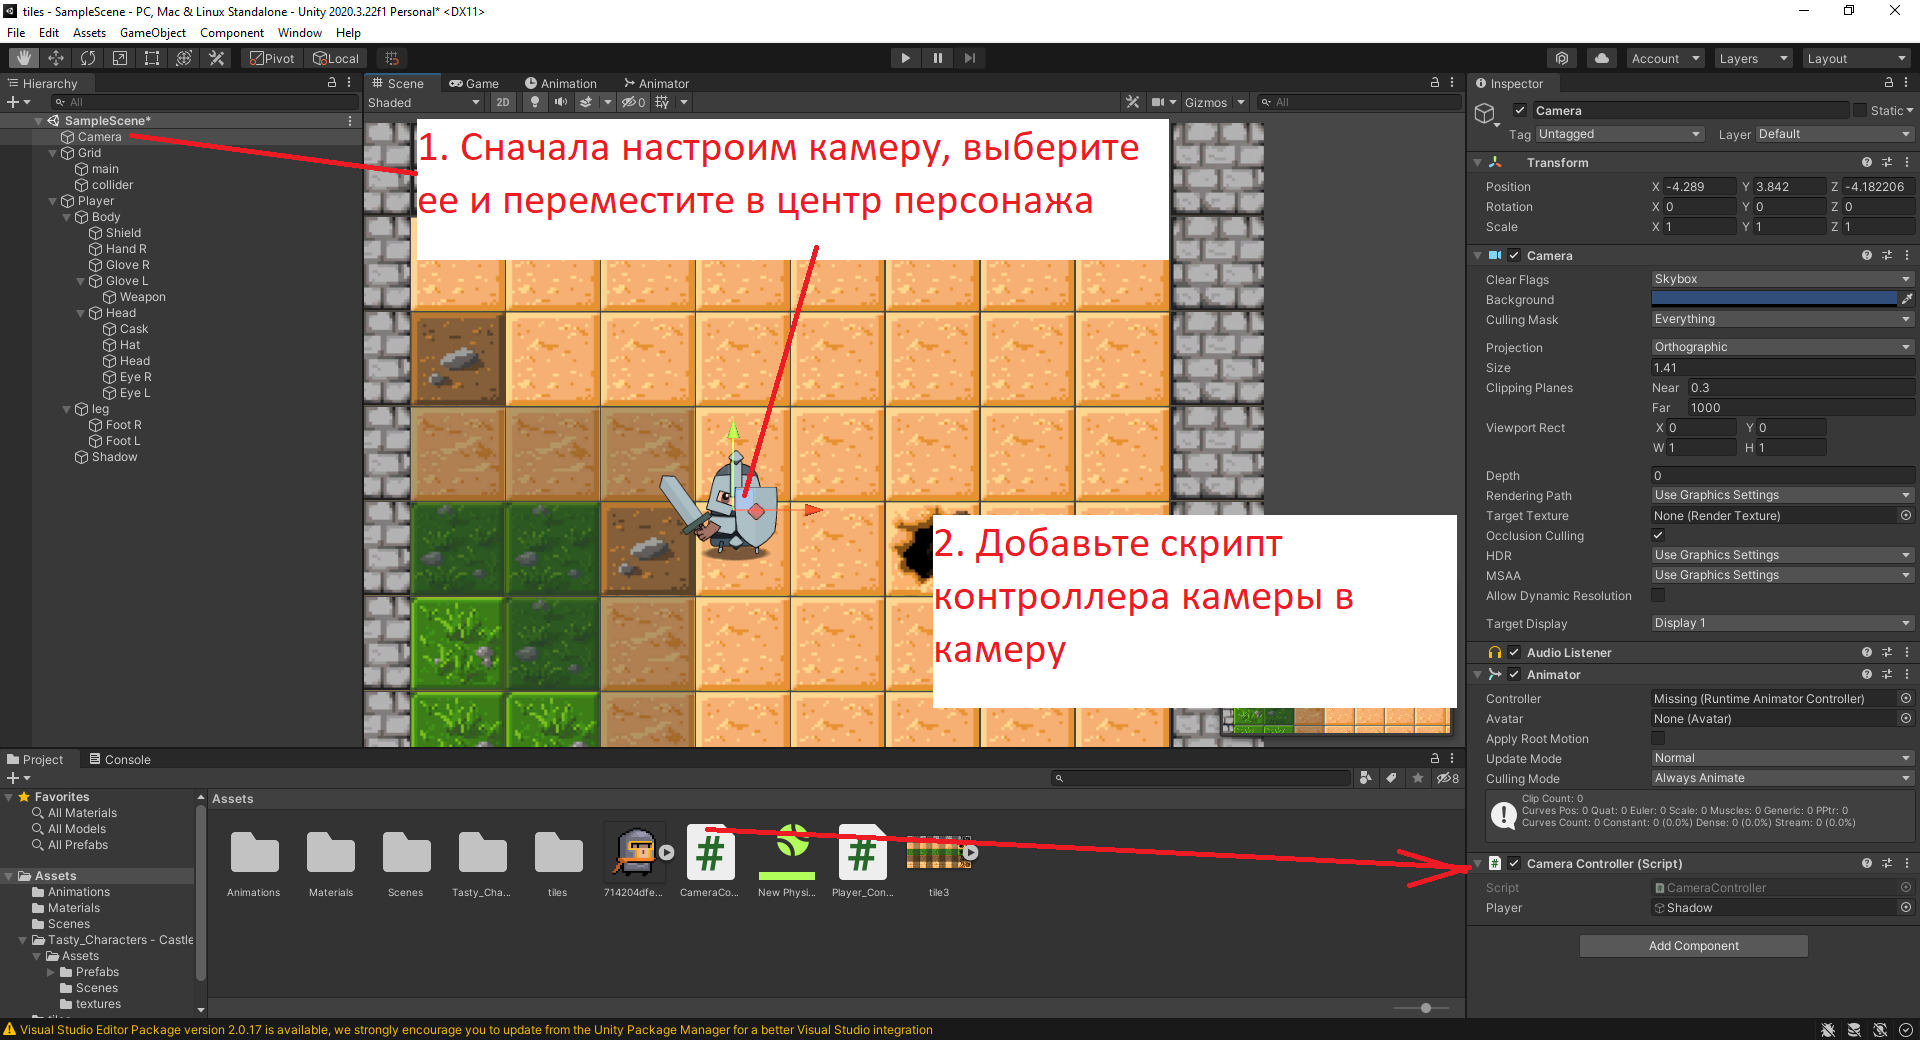 tiles - SampleScene - PC, Mac & Linux Standalone - Unity 2020.3.22f1 Personal* <DX11>
File Edit Assets GameObject Component Window Help
Pivot Local Account Layers Layout
Hierarchy
All
SampleScene*
Camera
Grid
main
collider
Player
Body
Shield
Hand R
Glove R
Glove L
Weapon
Head
Cask
Hat
Head
Eye R
Eye L
leg
Foot R
Foot L
Shadow
Scene Game Animation Animator
Shaded 2D 0 Gizmos All
1. Сначала настроим камеру, выберите
ее и переместите в центр персонажа
2. Добавьте скрипт
контроллера камеры в
камеру
Inspector
Camera Static
Tag Untagged Layer Default
Transform
Position X -4.289 Y 3.842 Z -4.182206
Rotation X 0 Y 0 Z 0
Scale X 1 Y 1 Z 1
Camera
Clear Flags Skybox
Background
Culling Mask Everything
Projection Orthographic
Size 1.41
Clipping Planes Near 0.3
Far 1000
Viewport Rect X 0 Y 0
W 1 H 1
Depth 0
Rendering Path Use Graphics Settings
Target Texture None (Render Texture)
Occlusion Culling
HDR Use Graphics Settings
MSAA Use Graphics Settings
Allow Dynamic Resolution
Target Display Display 1
Audio Listener
Animator
Controller Missing (Runtime Animator Controller)
Avatar None (Avatar)
Apply Root Motion
Update Mode Normal
Culling Mode Always Animate
Clip Count: 0
Curves Pos: 0 Quat: 0 Euler: 0 Scale: 0 Muscles: 0 Generic: 0 PPtr: 0
Curves Count: 0 Constant: 0 (0.0%) Dense: 0 (0.0%) Stream: 0 (0.0%)
# Camera Controller (Script)
Script CameraController
Player Shadow
Add Component
Project Console
8
Favorites
All Materials
All Models
All Prefabs
Assets
Animations
Materials
Scenes
Tasty_Characters - Castle
Assets
Prefabs
Scenes
textures
Assets
# #
Animations Materials Scenes Tasty_Cha... tiles 714204dfe... CameraCo... New Physi... Player_Con... tile3
Visual Studio Editor Package version 2.0.17 is available, we strongly encourage you to update from the Unity Package Manager for a better Visual Studio integration